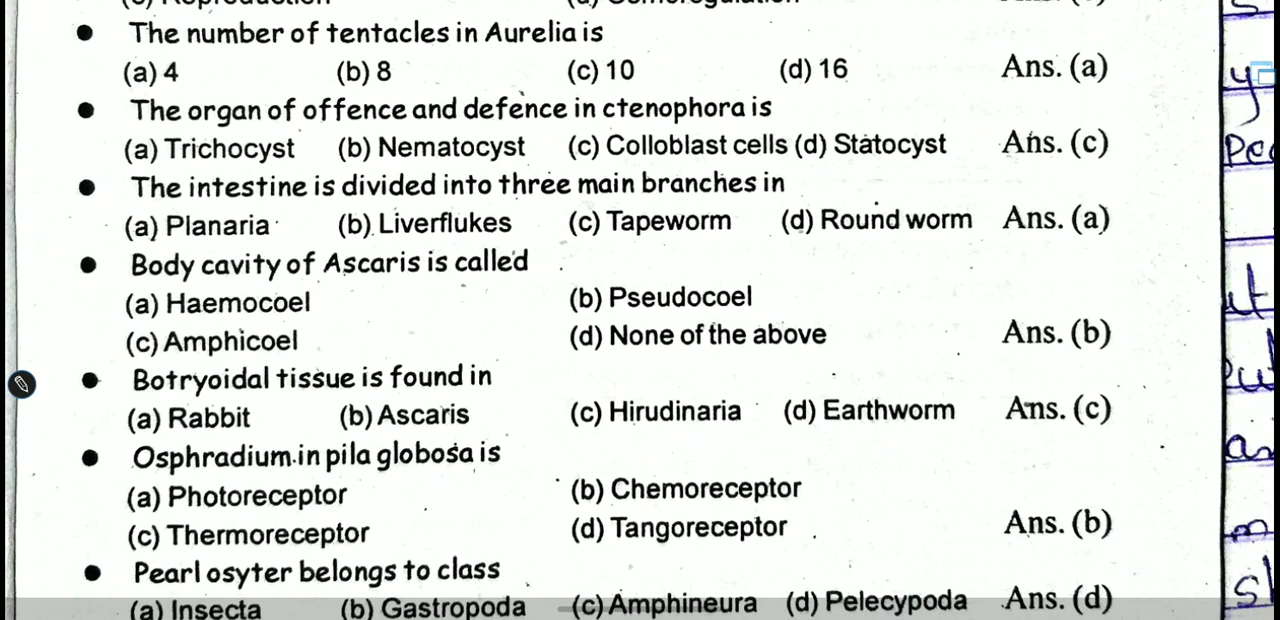 • The number of tentacles in Aurelia is
(a) 4 (b) 8 (c) 10 (d) 16 Ans. (a)
• The organ of offence and defence in ctenophora is
(a) Trichocyst (b) Nematocyst (c) Colloblast cells (d) Statocyst Ans. (c)
• The intestine is divided into three main branches in
(a) Planaria (b) Liverflukes (c) Tapeworm (d) Round worm Ans. (a)
• Body cavity of Ascaris is called
(a) Haemocoel (b) Pseudocoel
(c) Amphicoel (d) None of the above Ans. (b)
• Botryoidal tissue is found in
(a) Rabbit (b) Ascaris (c) Hirudinaria (d) Earthworm Ans. (c)
• Osphradium in pila globosa is
(a) Photoreceptor (b) Chemoreceptor
(c) Thermoreceptor (d) Tangoreceptor Ans. (b)
• Pearl osyter belongs to class
(a) Insecta (b) Gastropoda (c) Amphineura (d) Pelecypoda Ans. (d)